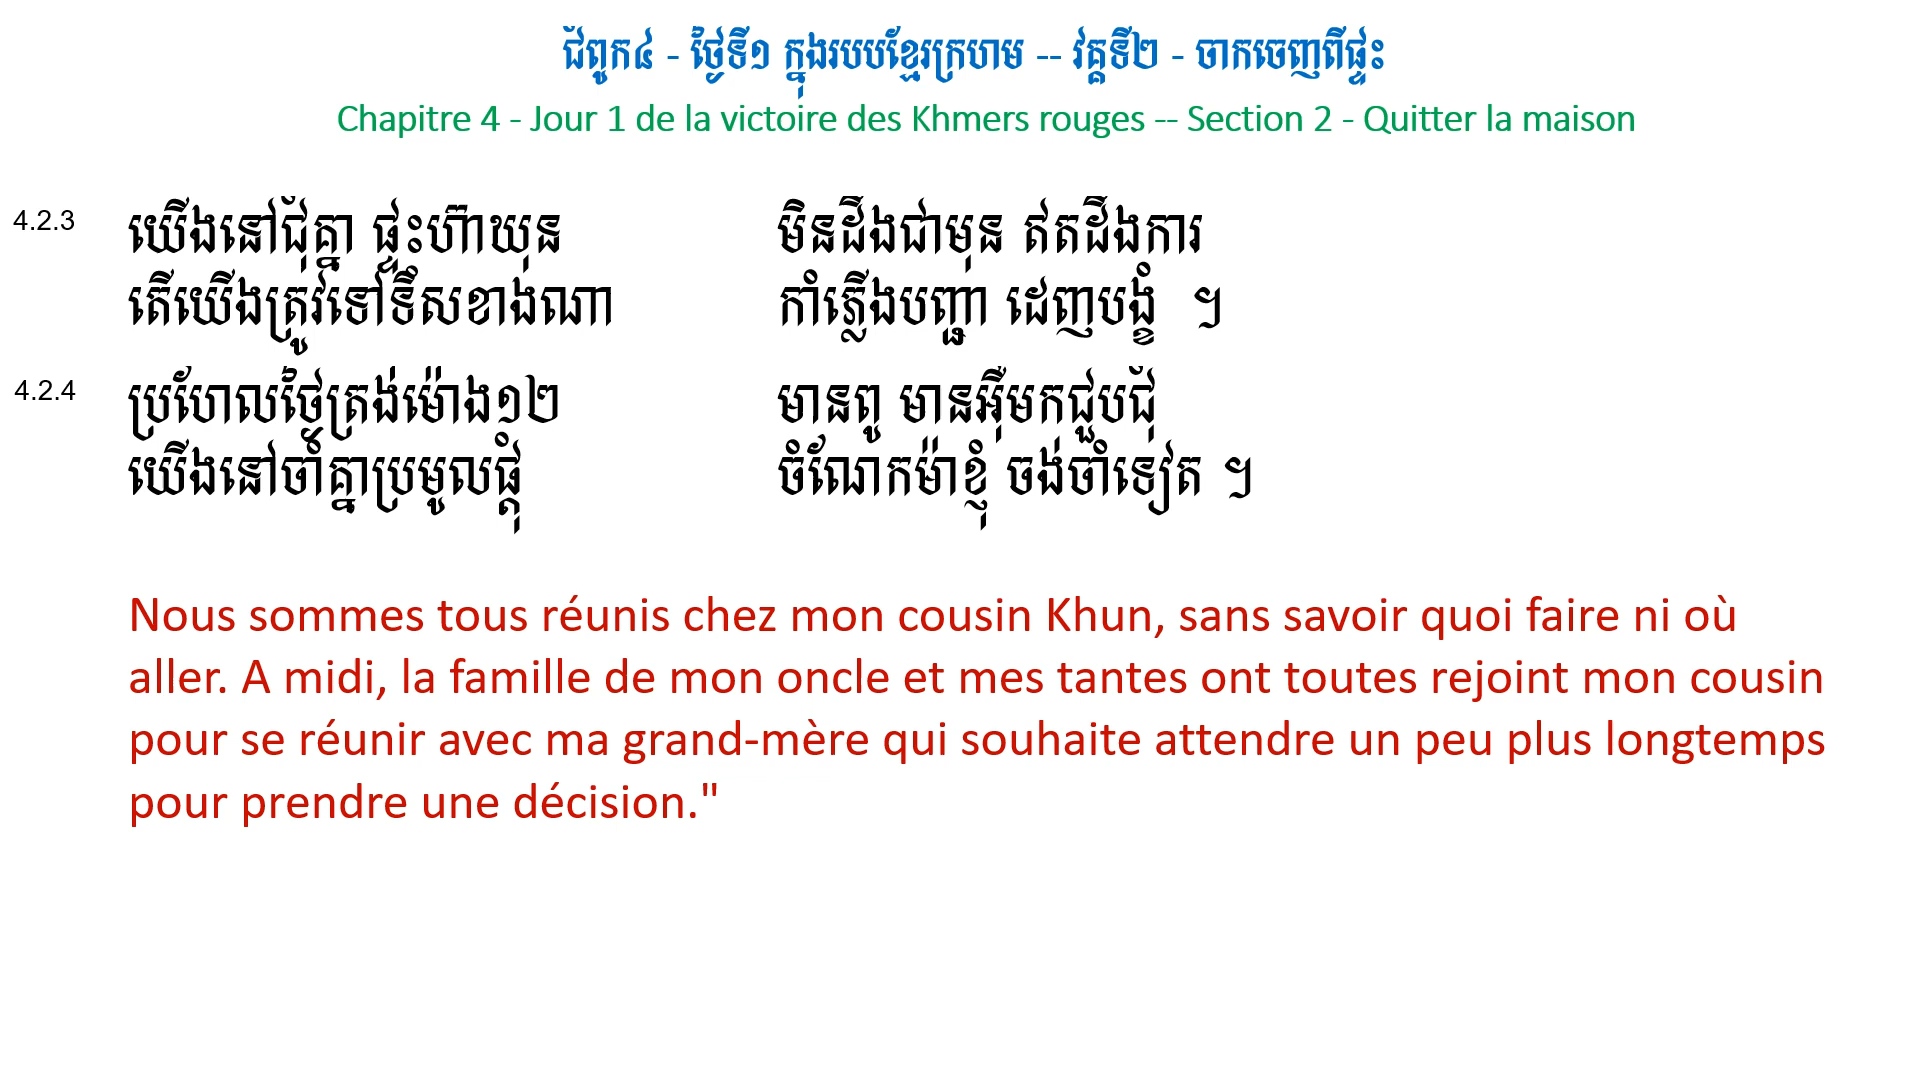 ជំពូក៤ - ថ្ងៃទី១ ក្នុងរបបខ្មែរក្រហម -- វគ្គទី២ - ចាកចេញពីផ្ទះ
Chapitre 4 - Jour 1 de la victoire des Khmers rouges -- Section 2 - Quitter la maison
4.2.3 យើងនៅជុំគ្នា ផ្ទះហ៊ាឃុន មិនដឹងជាមុន ឥតដឹងការ
តើយើងត្រូវទៅទិសខាងណា កាំភ្លើងបញ្ជា ដេញបង្ខំ ។
4.2.4 ប្រហែលថ្ងៃត្រង់ម៉ោង១២ មានពូ មានអ៊ីមកជួបជុំ
យើងនៅចាំគ្នាប្រមូលផ្តុំ ចំណែកម៉ាខ្ញុំ ចង់ចាំទៀត ។
Nous sommes tous réunis chez mon cousin Khun, sans savoir quoi faire ni où
aller. A midi, la famille de mon oncle et mes tantes ont toutes rejoint mon cousin
pour se réunir avec ma grand-mère qui souhaite attendre un peu plus longtemps
pour prendre une décision."